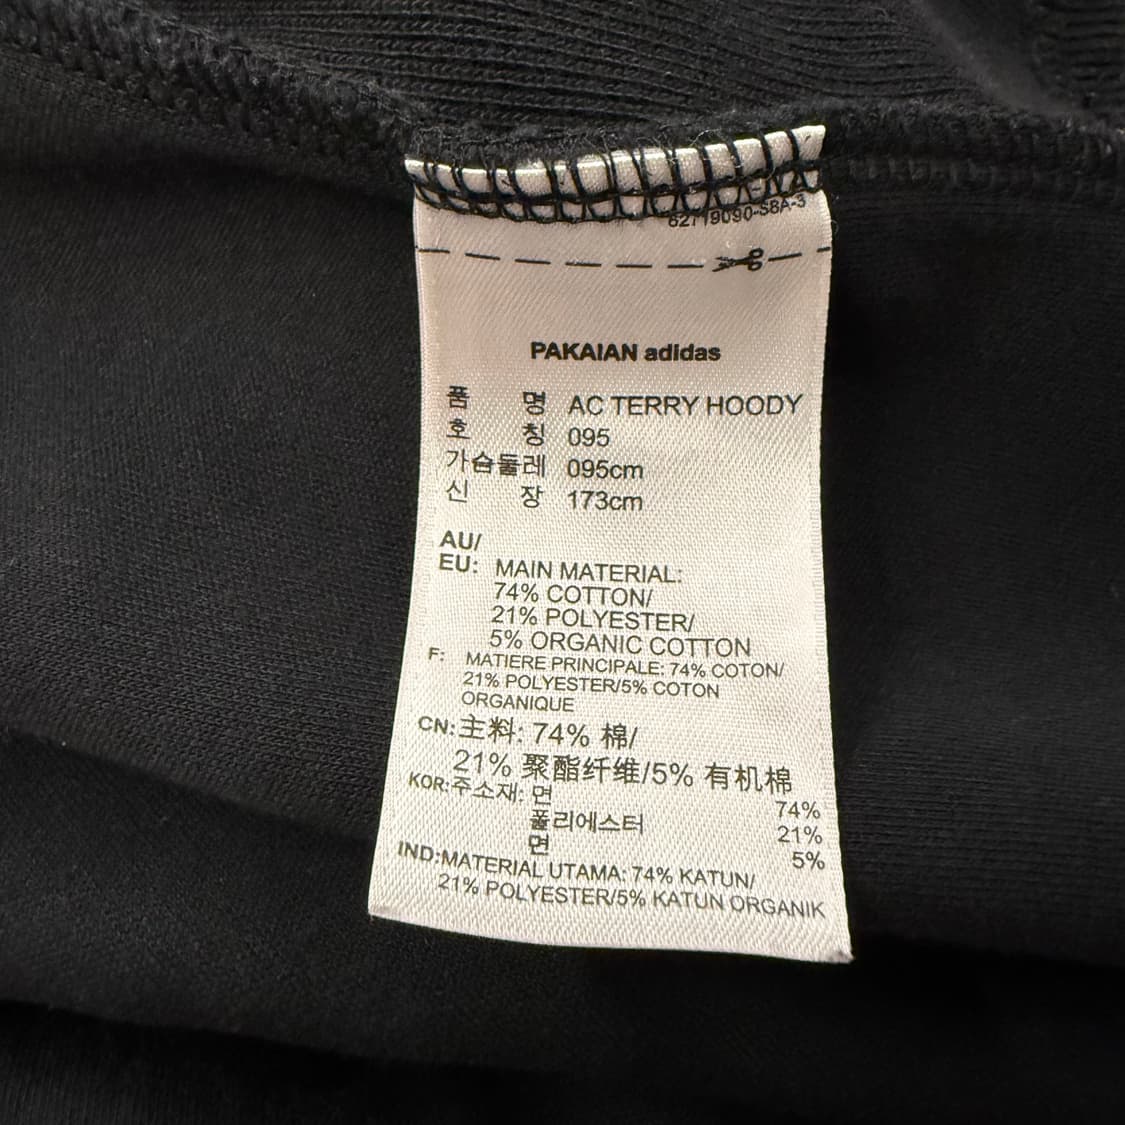 62719090-S8A-3
PAKAIAN adidas
품 명 AC TERRY HOODY
호 칭 095
가슴둘레 095cm
신 장 173cm
AU/
EU: MAIN MATERIAL:
74% COTTON/
21% POLYESTER/
5% ORGANIC COTTON
F: MATIERE PRINCIPALE: 74% COTON/
21% POLYESTER/5% COTON
ORGANIQUE
CN: 主料: 74% 棉/
21% 聚酯纤维/5% 有机棉
KOR: 주소재: 면 74%
폴리에스터 21%
면 5%
IND: MATERIAL UTAMA: 74% KATUN/
21% POLYESTER/5% KATUN ORGANIK